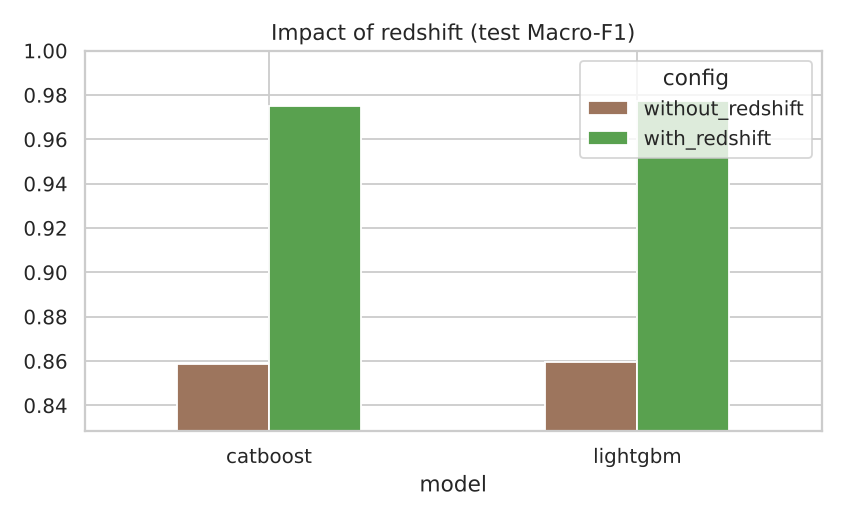 Impact of redshift (test Macro-F1)
1.00
0.98
0.96
0.94
0.92
0.90
0.88
0.86
0.84
config
without_redshift
with_redshift
catboost
lightgbm
model